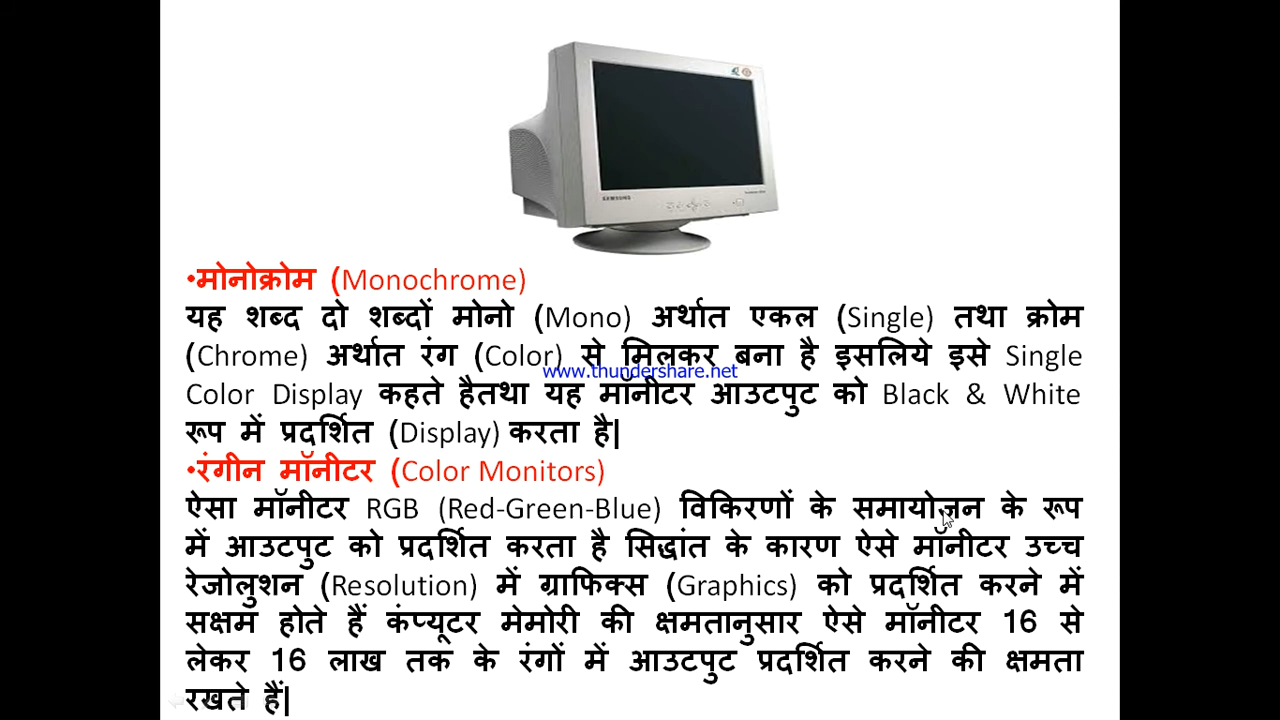 SAMSUNG
•मोनोक्रोम (Monochrome)
यह शब्द दो शब्दों मोनो (Mono) अर्थात एकल (Single) तथा क्रोम
(Chrome) अर्थात रंग (Color) से मिलकर बना है इसलिये इसे Single
www.thundershare.net
Color Display कहते हैतथा यह मॉनीटर आउटपुट को Black & White
रूप में प्रदर्शित (Display) करता है|
•रंगीन मॉनीटर (Color Monitors)
ऐसा मॉनीटर RGB (Red-Green-Blue) विकिरणों के समायोजन के रूप
में आउटपुट को प्रदर्शित करता है सिद्धांत के कारण ऐसे मॉनीटर उच्च
रेजोलुशन (Resolution) में ग्राफिक्स (Graphics) को प्रदर्शित करने में
सक्षम होते हैं कंप्यूटर मेमोरी की क्षमतानुसार ऐसे मॉनीटर 16 से
लेकर 16 लाख तक के रंगों में आउटपुट प्रदर्शित करने की क्षमता
रखते हैं|